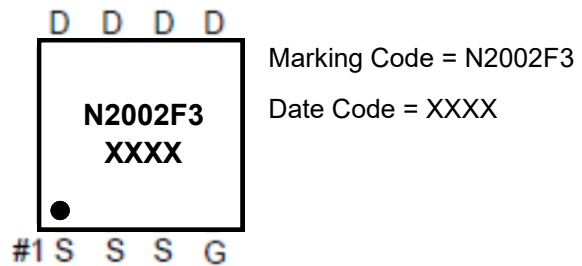 D D D D
Marking Code = N2002F3
N2002F3
Date Code = XXXX
XXXX
#1 S S S G